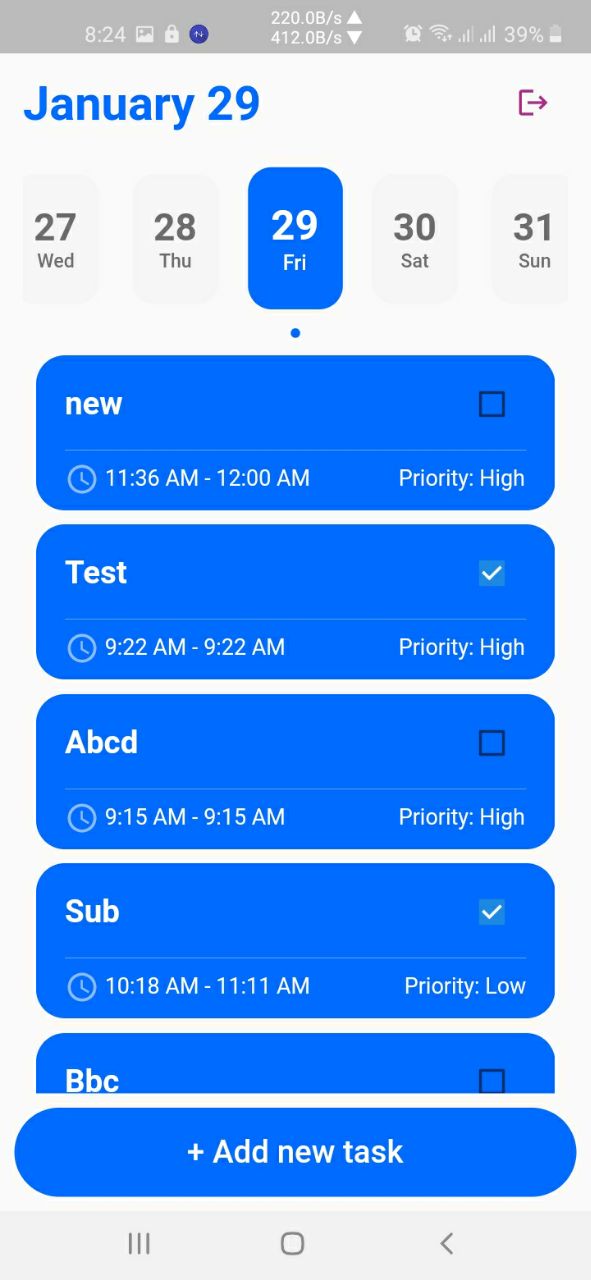 8:24
220.0B/s
412.0B/s
39%
January 29
27 28 29 30 31
Wed Thu Fri Sat Sun
new
11:36 AM - 12:00 AM Priority: High
Test
9:22 AM - 9:22 AM Priority: High
Abcd
9:15 AM - 9:15 AM Priority: High
Sub
10:18 AM - 11:11 AM Priority: Low
Bbc
+ Add new task